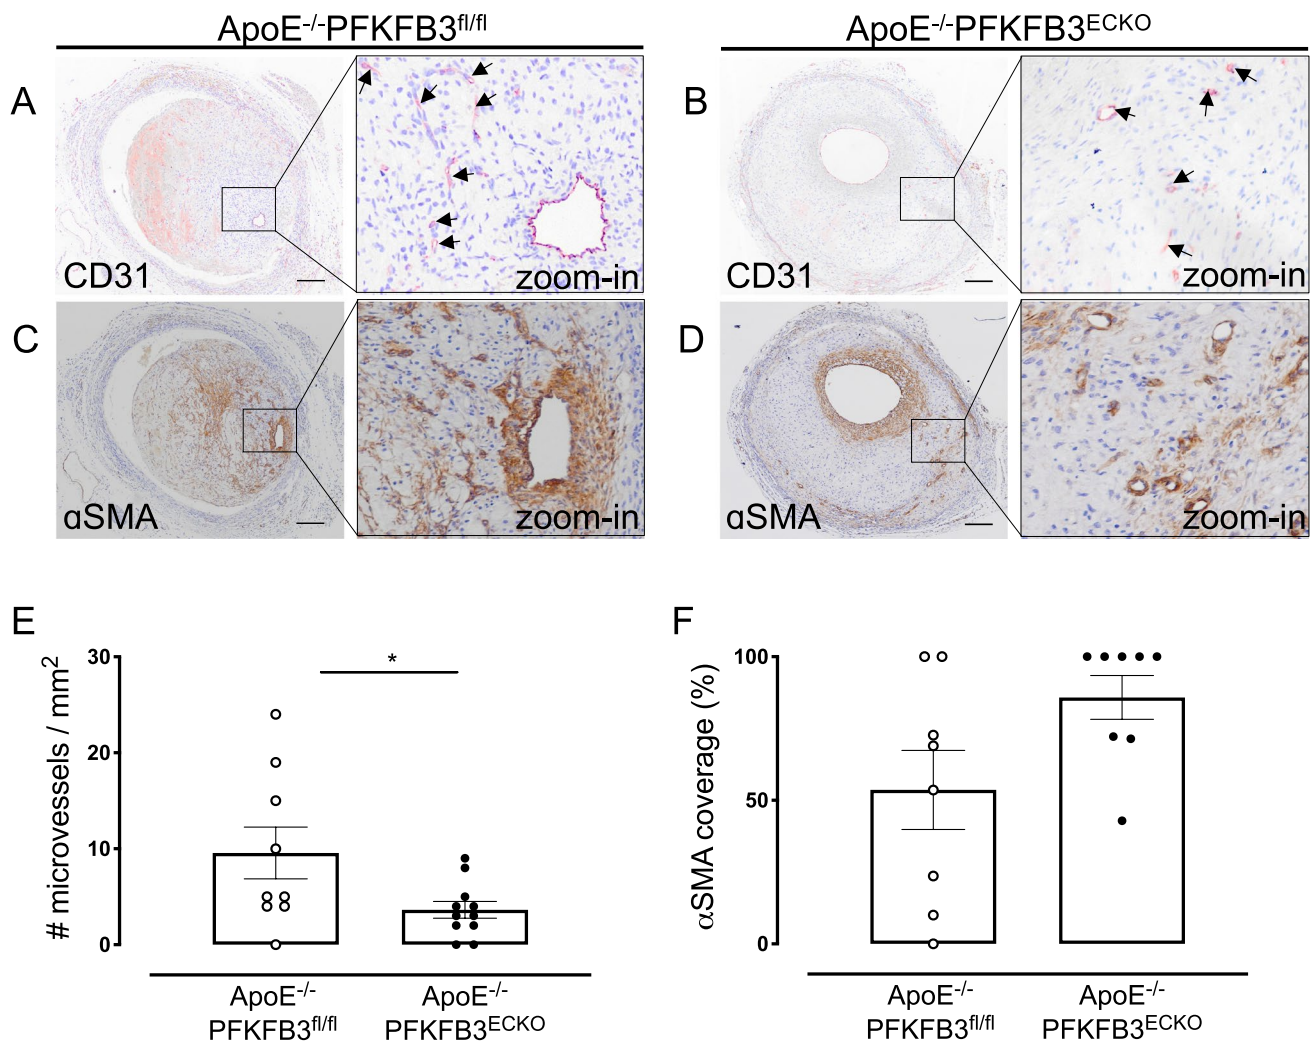 ApoE-/-PFKFB3fl/fl
ApoE-/-PFKFB3ECKO
A
CD31
zoom-in
B
CD31
zoom-in
C
αSMA
zoom-in
D
αSMA
zoom-in
E
# microvessels / mm2
30
20
10
0
*
ApoE-/-
PFKFB3fl/fl
ApoE-/-
PFKFB3ECKO
F
αSMA coverage (%)
100
50
0
ApoE-/-
PFKFB3fl/fl
ApoE-/-
PFKFB3ECKO